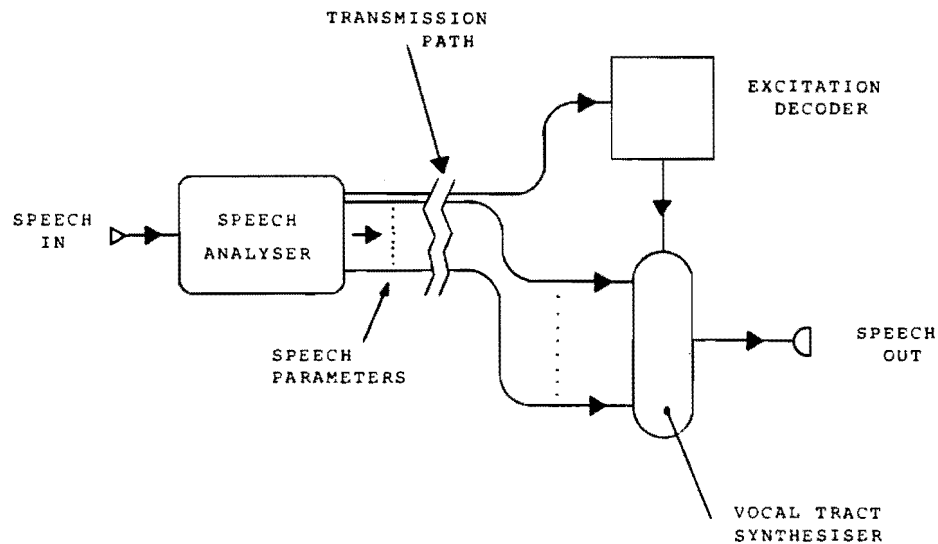 TRANSMISSION
PATH
EXCITATION
DECODER
SPEECH
IN
SPEECH
ANALYSER
SPEECH
PARAMETERS
SPEECH
OUT
VOCAL TRACT
SYNTHESISER